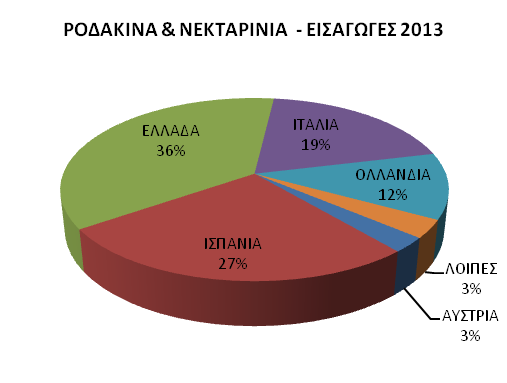 ΡΟΔΑΚΙΝΑ & ΝΕΚΤΑΡΙΝΙΑ - ΕΙΣΑΓΩΓΕΣ 2013
ΕΛΛΑΔΑ
36%
ΙΤΑΛΙΑ
19%
ΟΛΛΑΝΔΙΑ
12%
ΙΣΠΑΝΙΑ
27%
ΛΟΙΠΕΣ
3%
ΑΥΣΤΡΙΑ
3%